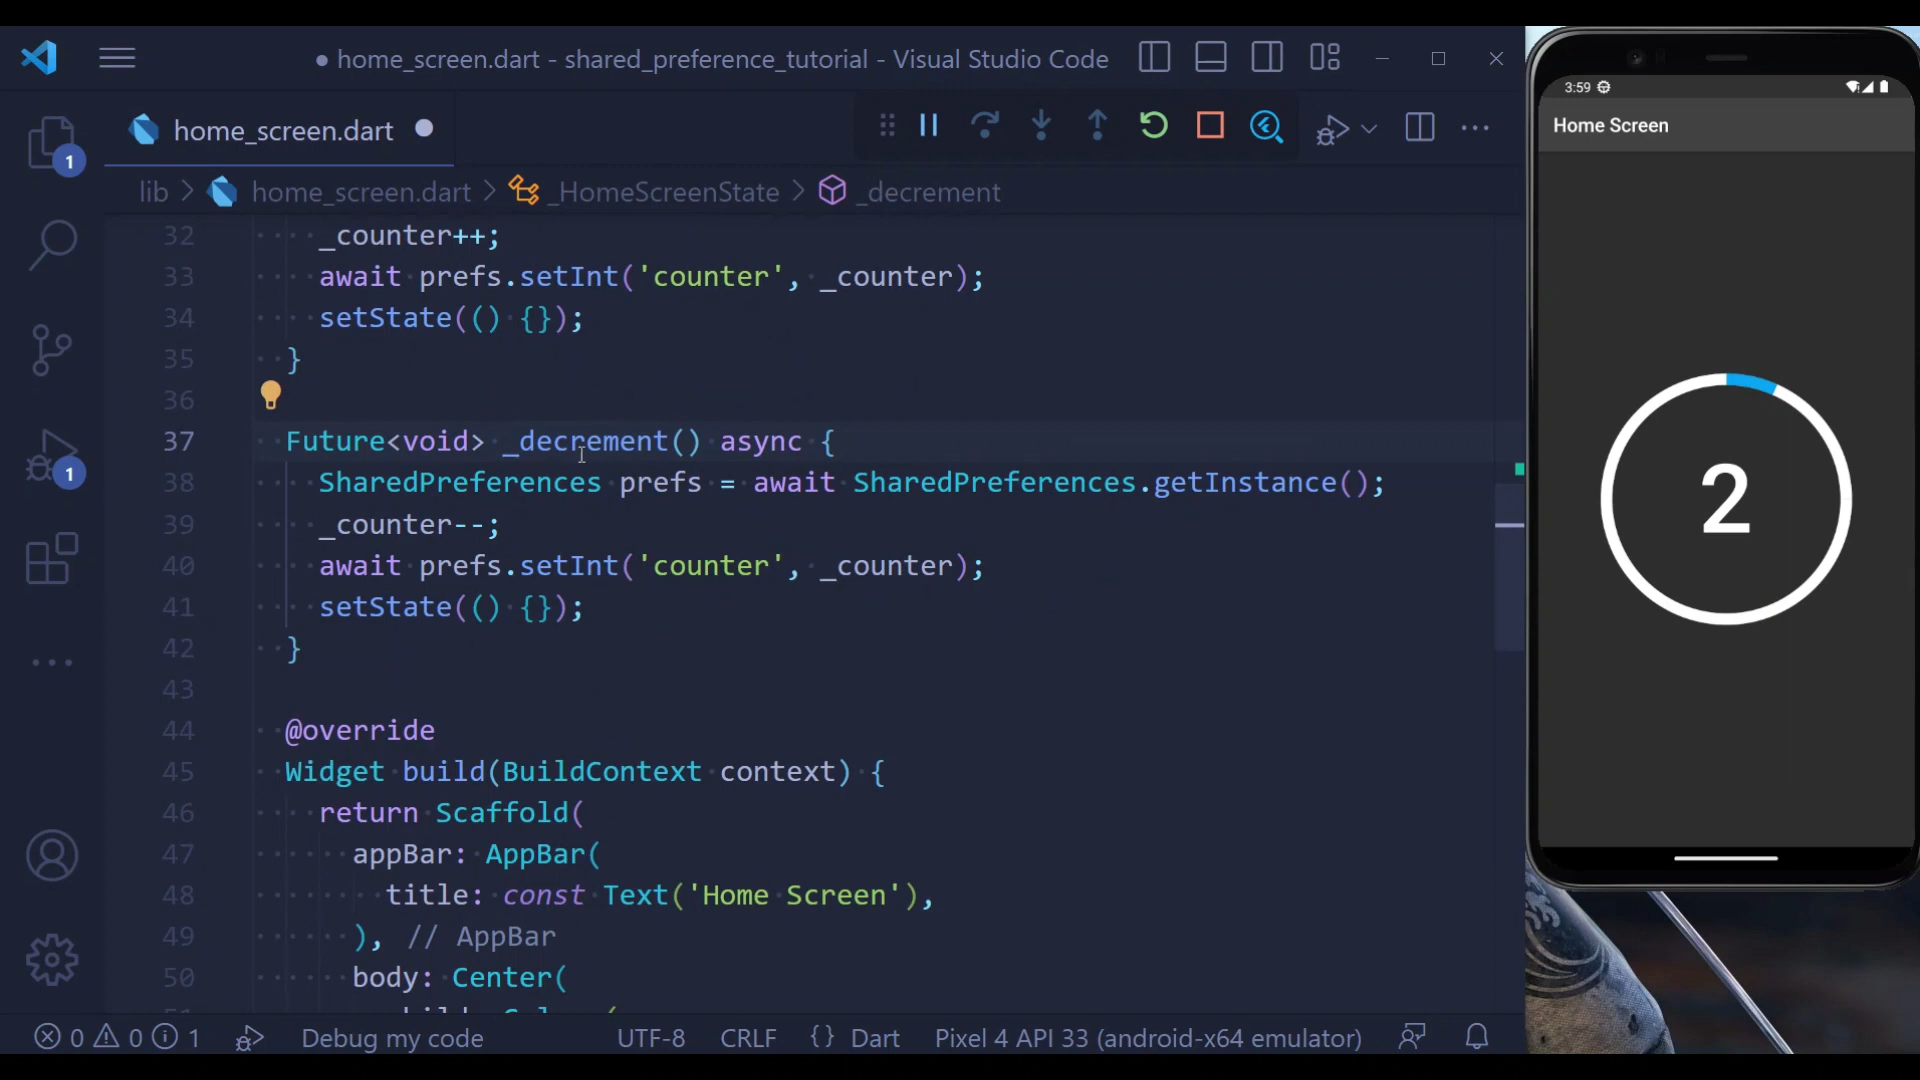 ● home_screen.dart - shared_preference_tutorial - Visual Studio Code
home_screen.dart
lib > home_screen.dart > _HomeScreenState > _decrement
32 _counter++;
33 await prefs.setInt('counter', _counter);
34 setState(() {});
35 }
36
37 Future<void> _decrement() async {
38 SharedPreferences prefs = await SharedPreferences.getInstance();
39 _counter--;
40 await prefs.setInt('counter', _counter);
41 setState(() {});
42 }
43
44 @override
45 Widget build(BuildContext context) {
46 return Scaffold(
47 appBar: AppBar(
48 title: const Text('Home Screen'),
49 ), // AppBar
50 body: Center(
1
1
0 0 1 Debug my code UTF-8 CRLF {} Dart Pixel 4 API 33 (android-x64 emulator)
3:59
Home Screen
2